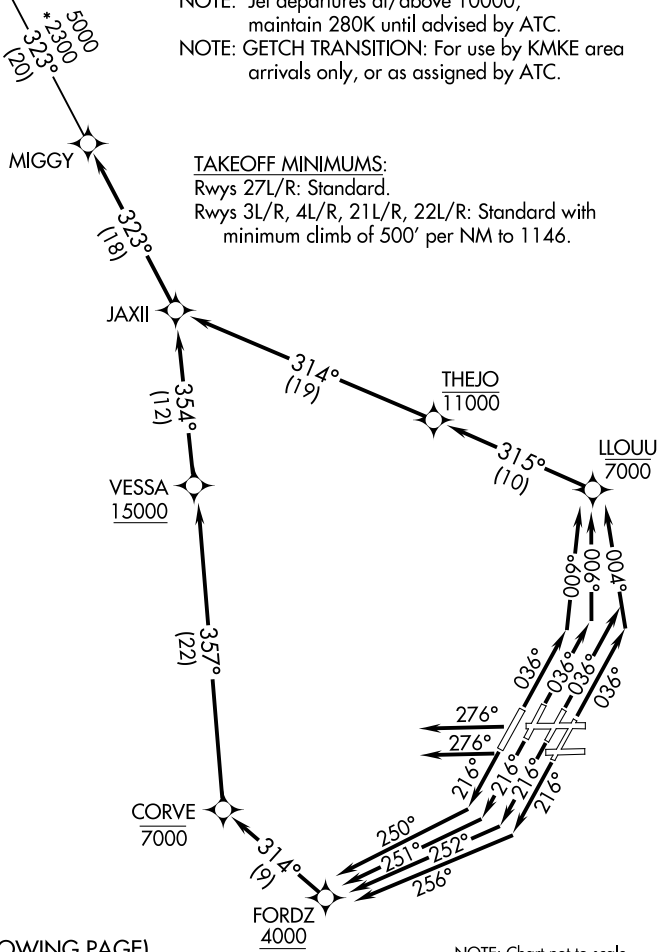 NOTE: Jet departures at/above 10000,
maintain 280K until advised by ATC.
NOTE: GETCH TRANSITION: For use by KMKE area
arrivals only, or as assigned by ATC.
5000
*2300
323°
(20)
MIGGY
TAKEOFF MINIMUMS:
Rwys 27L/R: Standard.
Rwys 3L/R, 4L/R, 21L/R, 22L/R: Standard with
minimum climb of 500' per NM to 1146.
323°
(18)
JAXII
314°
(19)
THEJO
11000
354°
(12)
315°
(10)
LLOUU
7000
VESSA
15000
009°
006°
004°
357°
(22)
036°
036°
036°
036°
276°
276°
216°
216°
216°
216°
CORVE
7000
250°
251°
252°
256°
314°
(9)
FORDZ
4000
OWING PAGE)
NOTE: Chart not to scale.